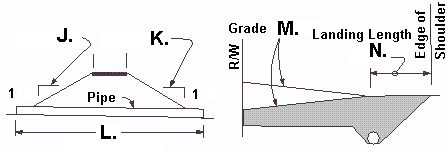 J.
K.
1
1
Pipe
L.
Grade
M.
Landing Length
N.
R/W
Edge of
Shoulder